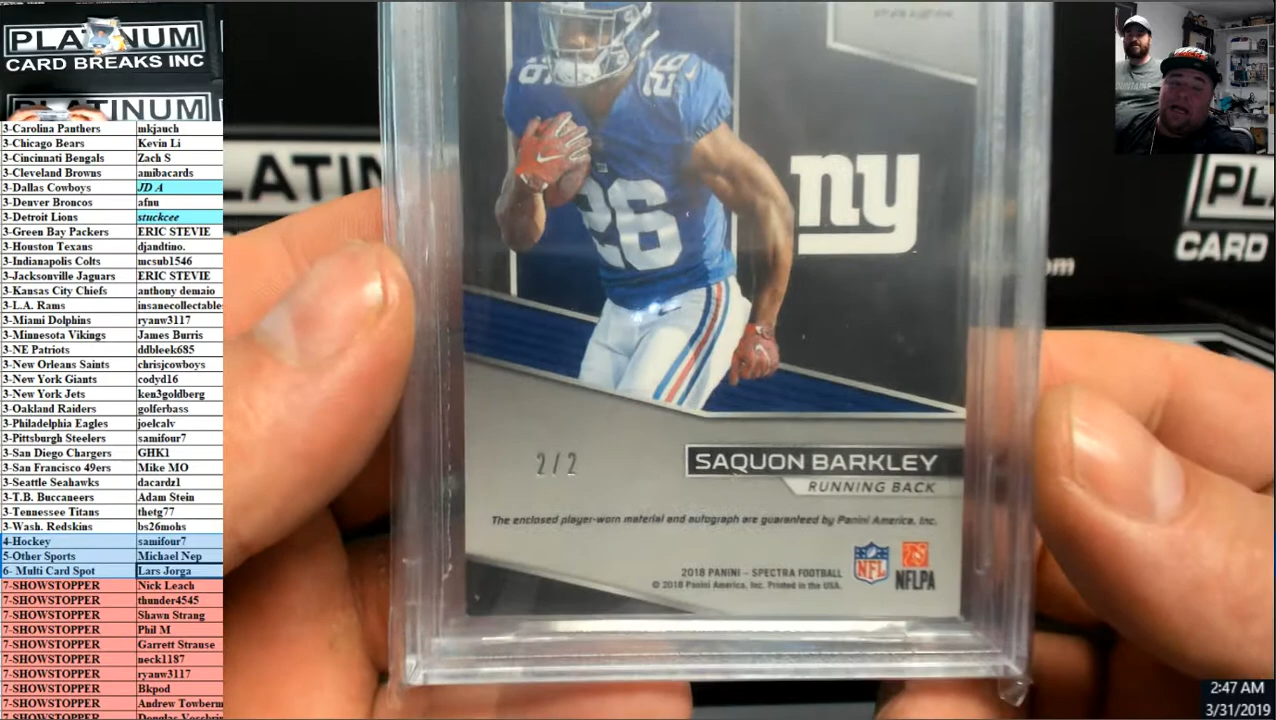 PLATINUM
CARD BREAKS INC
PLATINUM
3-Carolina Panthers mkjauch
3-Chicago Bears Kevin Li
3-Cincinnati Bengals Zach S
3-Cleveland Browns amibacards
3-Dallas Cowboys JD A
3-Denver Broncos afnu
3-Detroit Lions stuckcee
3-Green Bay Packers ERIC STEVIE
3-Houston Texans djandtino.
3-Indianapolis Colts mcsub1546
3-Jacksonville Jaguars ERIC STEVIE
3-Kansas City Chiefs anthony demaio
3-L.A. Rams insanecollectable
3-Miami Dolphins ryanw3117
3-Minnesota Vikings James Burris
3-NE Patriots ddbleek685
3-New Orleans Saints chrisjcowboys
3-New York Giants codyd16
3-New York Jets ken3goldberg
3-Oakland Raiders golferbass
3-Philadelphia Eagles joelcalv
3-Pittsburgh Steelers samifour7
3-San Diego Chargers GHK1
3-San Francisco 49ers Mike MO
3-Seattle Seahawks dacardz1
3-T.B. Buccaneers Adam Stein
3-Tennessee Titans thetg77
3-Wash. Redskins bs26mohs
4-Hockey samifour7
5-Other Sports Michael Nep
6- Multi Card Spot Lars Jorga
7-SHOWSTOPPER Nick Leach
7-SHOWSTOPPER thunder4545
7-SHOWSTOPPER Shawn Strang
7-SHOWSTOPPER Phil M
7-SHOWSTOPPER Garrett Strause
7-SHOWSTOPPER neck1187
7-SHOWSTOPPER ryanw3117
7-SHOWSTOPPER Bkpod
7-SHOWSTOPPER Andrew Towberm
7-SHOWSTOPPER
LATIN
26
26
ny
PL
CARD
om
2/2
SAQUON BARKLEY
RUNNING BACK
The enclosed player-worn material and autograph are guaranteed by Panini America, Inc.
2018 PANINI – SPECTRA FOOTBALL
© 2018 Panini America, Inc. Printed in the USA.
NFL
NFLPA
2:47 AM
3/31/2019